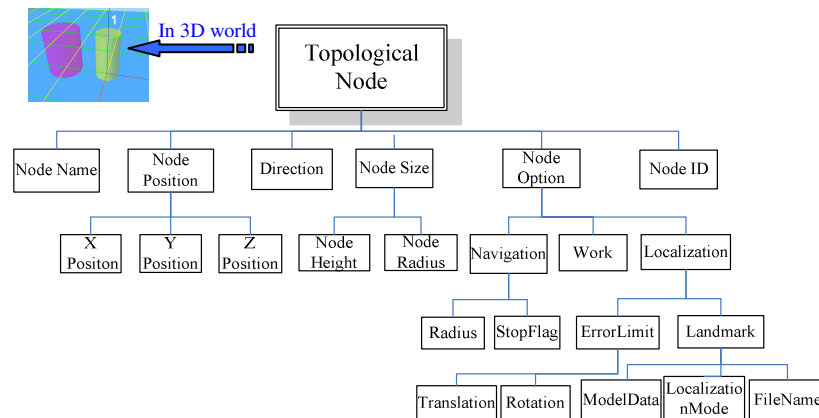 1
In 3D world
Topological
Node
Node Name
Node
Position
Direction
Node Size
Node
Option
Node ID
X
Positon
Y
Position
Z
Position
Node
Height
Node
Radius
Navigation
Work
Localization
Radius
StopFlag
ErrorLimit
Landmark
Translation
Rotation
ModelData
Localizatio
nMode
FileName